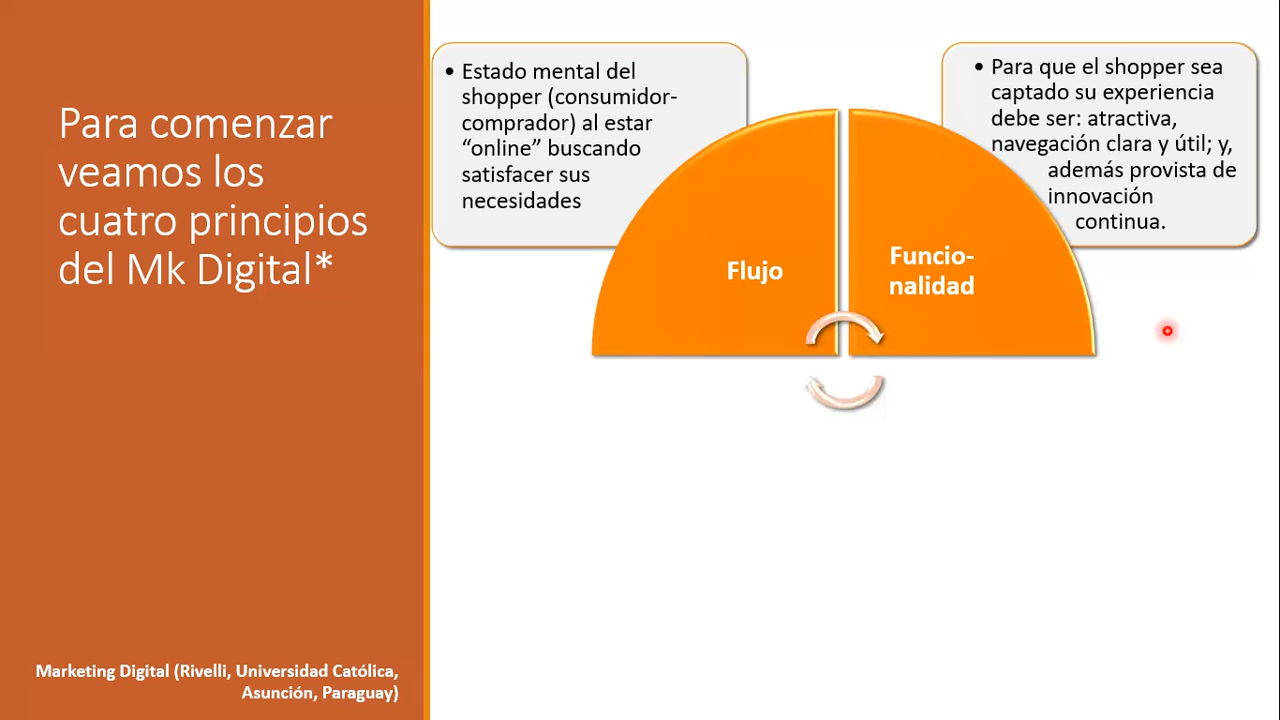 Para comenzar
veamos los
cuatro principios
del Mk Digital*
• Estado mental del
shopper (consumidor-
comprador) al estar
“online” buscando
satisfacer sus
necesidades
• Para que el shopper sea
captado su experiencia
debe ser: atractiva,
navegación clara y útil; y,
además provista de
innovación
continua.
Flujo
Funcio-
nalidad
Marketing Digital (Rivelli, Universidad Católica,
Asunción, Paraguay)